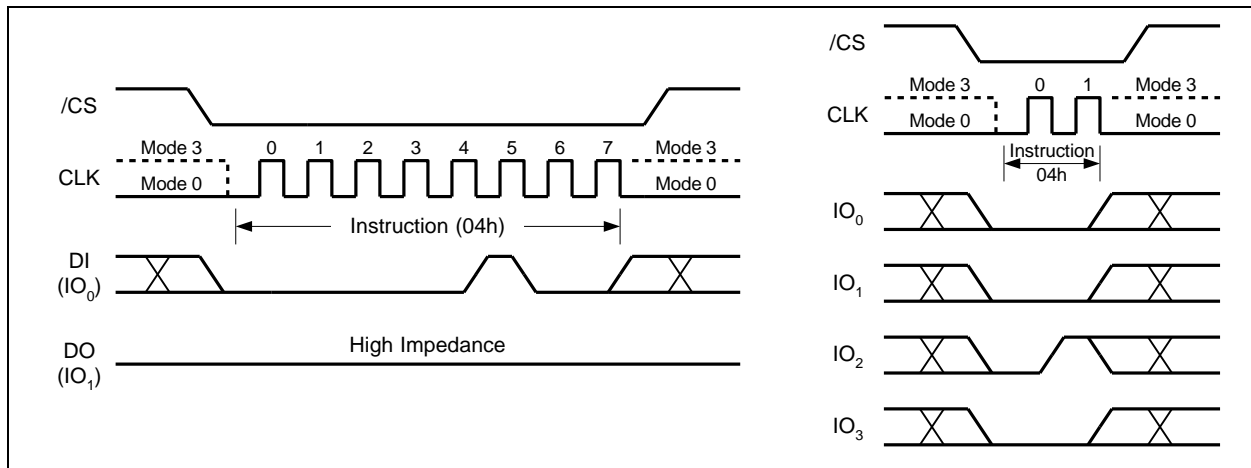 /CS
Mode 3
0 1 2 3 4 5 6 7
Mode 3
CLK
Mode 0
Mode 0
Instruction (04h)
DI
(IO0)
High Impedance
DO
(IO1)
/CS
Mode 3
0 1
Mode 3
CLK
Mode 0
Mode 0
Instruction
04h
IO0
IO1
IO2
IO3